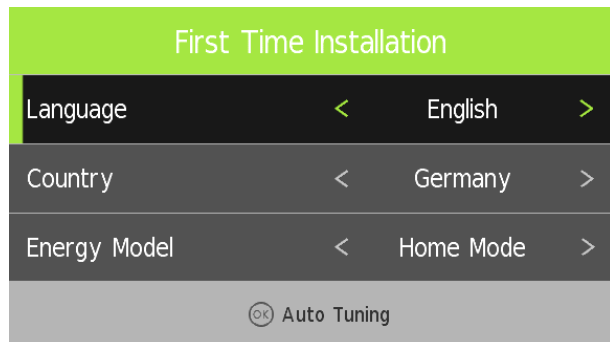 First Time Installation
Language < English >
Country < Germany >
Energy Model < Home Mode >
OK Auto Tuning